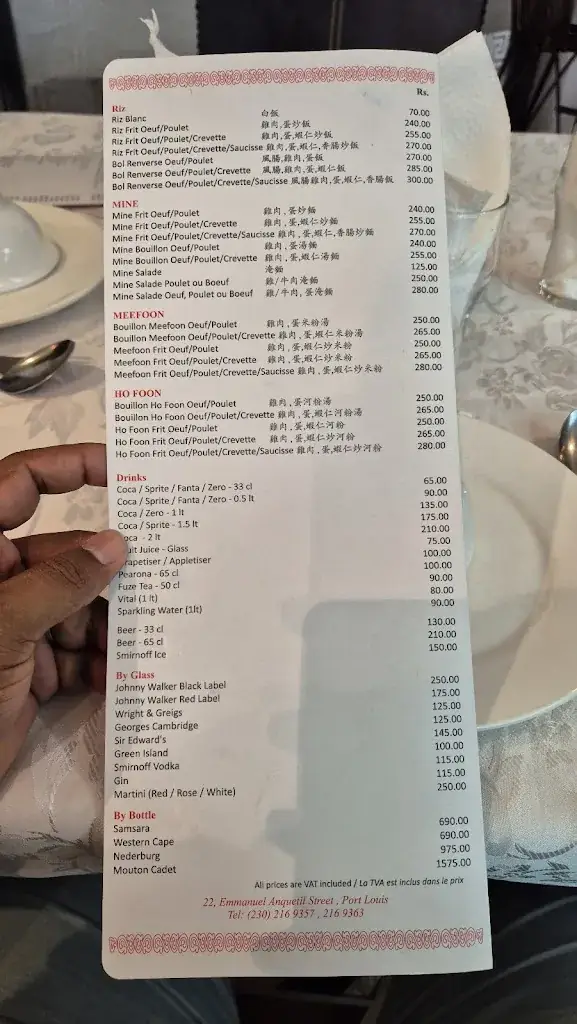 Rs.
Riz
Riz Blanc 白飯 70.00
Riz Frit Oeuf/Poulet 雞肉,蛋炒飯 240.00
Riz Frit Oeuf/Poulet/Crevette 雞肉,蛋,蝦仁炒飯 255.00
Riz Frit Oeuf/Poulet/Crevette/Saucisse 雞肉,蛋,蝦仁,香腸炒飯 270.00
Bol Renverse Oeuf/Poulet 風腸,雞肉,蛋飯 270.00
Bol Renverse Oeuf/Poulet/Crevette 風腸,雞肉,蛋,蝦仁飯 285.00
Bol Renverse Oeuf/Poulet/Crevette/Saucisse 風腸雞肉,蛋,蝦仁,香腸飯 300.00
MINE
Mine Frit Oeuf/Poulet 雞肉,蛋炒麵 240.00
Mine Frit Oeuf/Poulet/Crevette 雞肉,蛋,蝦仁炒麵 255.00
Mine Frit Oeuf/Poulet/Crevette/Saucisse 雞肉,蛋,蝦仁,香腸炒麵 270.00
Mine Bouillon Oeuf/Poulet 雞肉,蛋湯麵 240.00
Mine Bouillon Oeuf/Poulet/Crevette 雞肉,蛋,蝦仁湯麵 255.00
Mine Salade 淹麵 125.00
Mine Salade Poulet ou Boeuf 雞/牛肉淹麵 250.00
Mine Salade Oeuf, Poulet ou Boeuf 雞/牛肉,蛋淹麵 280.00
MEEFOON
Bouillon Meefoon Oeuf/Poulet 雞肉,蛋米粉湯 250.00
Bouillon Meefoon Oeuf/Poulet/Crevette 雞肉,蛋,蝦仁米粉湯 265.00
Meefoon Frit Oeuf/Poulet 雞肉,蛋,蝦仁炒米粉 250.00
Meefoon Frit Oeuf/Poulet/Crevette 雞肉,蛋,蝦仁炒米粉 265.00
Meefoon Frit Oeuf/Poulet/Crevette/Saucisse 雞肉,蛋,蝦仁炒米粉 280.00
HO FOON
Bouillon Ho Foon Oeuf/Poulet 雞肉,蛋河粉湯 250.00
Bouillon Ho Foon Oeuf/Poulet/Crevette 雞肉,蛋,蝦仁河粉湯 265.00
Ho Foon Frit Oeuf/Poulet 雞肉,蛋,蝦仁河粉 250.00
Ho Foon Frit Oeuf/Poulet/Crevette 雞肉,蛋,蝦仁炒河粉 265.00
Ho Foon Frit Oeuf/Poulet/Crevette/Saucisse 雞肉,蛋,蝦仁炒河粉 280.00
Drinks
Coca / Sprite / Fanta / Zero - 33 cl 65.00
Coca / Sprite / Fanta / Zero - 0.5 lt 90.00
Coca / Zero - 1 lt 135.00
Coca / Sprite - 1.5 lt 175.00
oca - 2 lt 210.00
uit Juice - Glass 75.00
rapetiser / Appletiser 100.00
Pearona - 65 cl 100.00
Fuze Tea - 50 cl 90.00
Vital (1 lt) 80.00
Sparkling Water (1lt) 90.00
Beer - 33 cl 130.00
Beer - 65 cl 210.00
Smirnoff Ice 150.00
By Glass
Johnny Walker Black Label 250.00
Johnny Walker Red Label 175.00
Wright & Greigs 125.00
Georges Cambridge 125.00
Sir Edward's 145.00
Green Island 100.00
Smirnoff Vodka 115.00
Gin 115.00
Martini (Red / Rose / White) 250.00
By Bottle
Samsara 690.00
Western Cape 690.00
Nederburg 975.00
Mouton Cadet 1575.00
All prices are VAT included / La TVA est inclus dans le prix
22, Emmanuel Anquetil Street , Port Louis
Tel: (230) 216 9357 , 216 9363